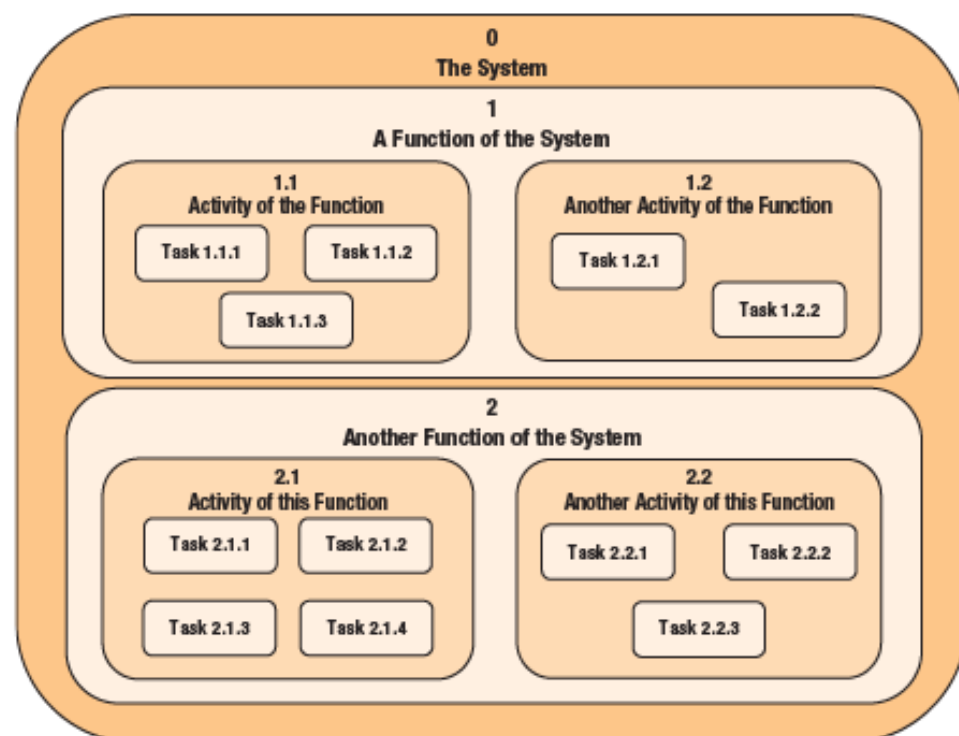 0
The System
1
A Function of the System
1.1
Activity of the Function
Task 1.1.1
Task 1.1.2
Task 1.1.3
1.2
Another Activity of the Function
Task 1.2.1
Task 1.2.2
2
Another Function of the System
2.1
Activity of this Function
Task 2.1.1
Task 2.1.2
Task 2.1.3
Task 2.1.4
2.2
Another Activity of this Function
Task 2.2.1
Task 2.2.2
Task 2.2.3